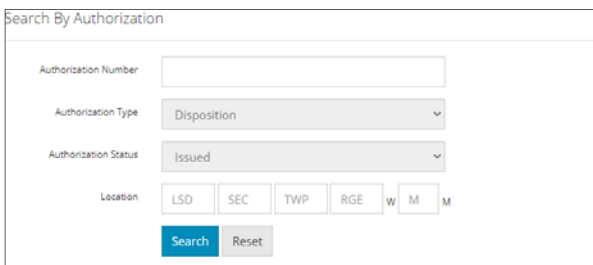 Search By Authorization
Authorization Number
Authorization Type Disposition
Authorization Status Issued
Location LSD SEC TWP RGE W M M
Search Reset